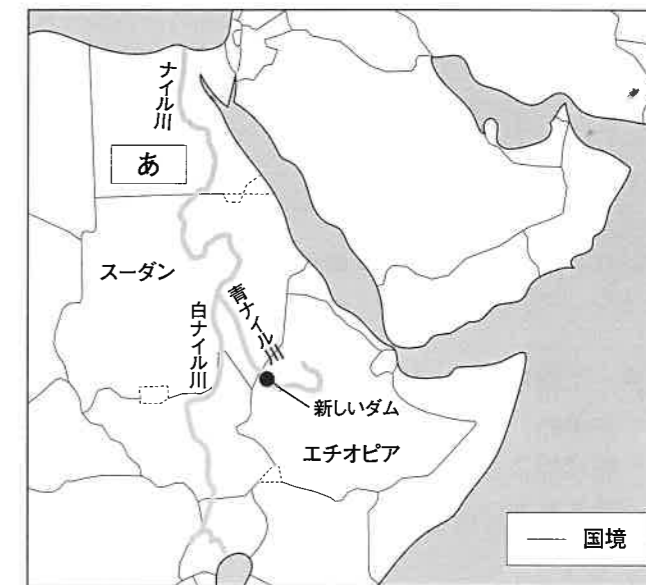 ナイル川
あ
スーダン
白ナイル川
青ナイル川
新しいダム
エチオピア
国境